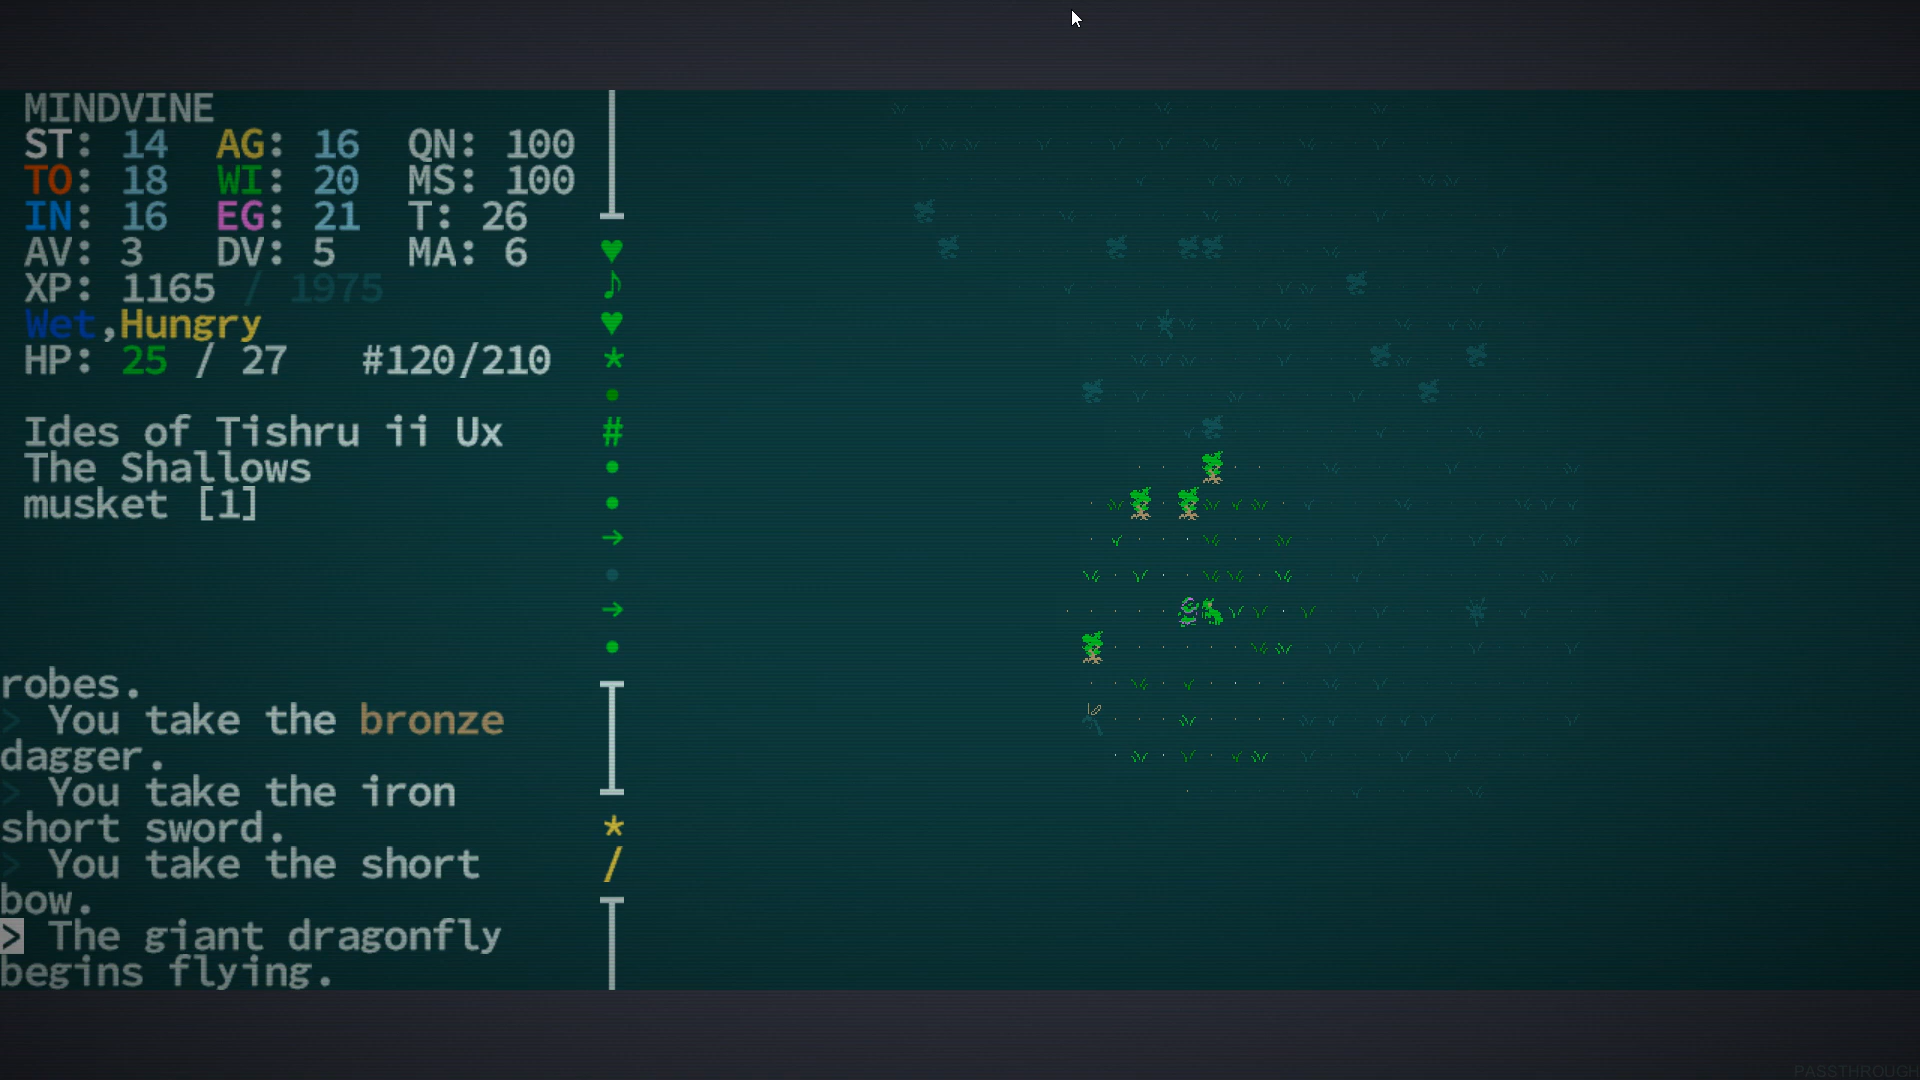 MINDVINE
ST: 14 AG: 16 QN: 100
TO: 18 WI: 20 MS: 100
IN: 16 EG: 21 T: 26
AV: 3 DV: 5 MA: 6
XP: 1165 / 1975
Wet,Hungry
HP: 25 / 27 #120/210
Ides of Tishru ii Ux
The Shallows
musket [1]
robes.
> You take the bronze
dagger.
> You take the iron
short sword.
> You take the short
bow.
> The giant dragonfly
begins flying.
PASSTHROUGH